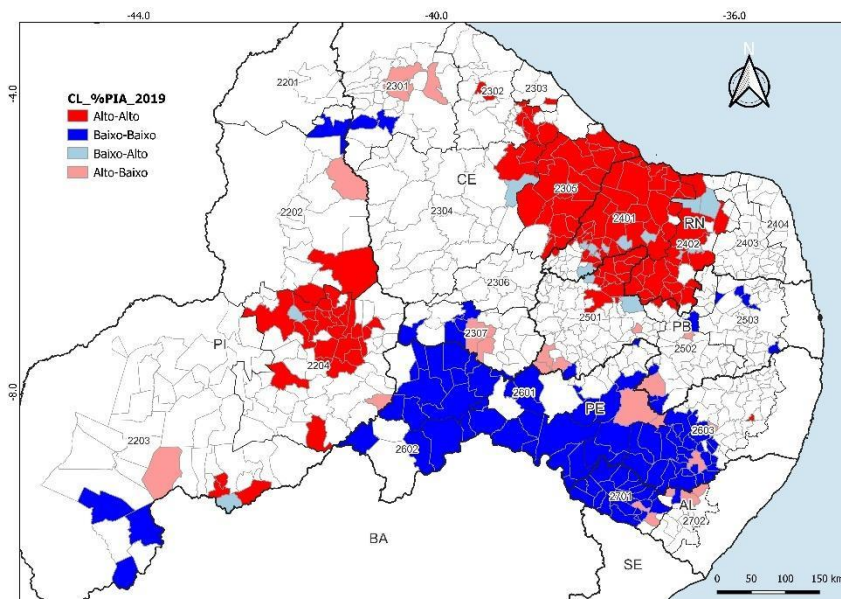 -44.0 -40.0 -36.0
-4.0
-8.0
N
CL_%PIA_2019
Alto-Alto
Baixo-Baixo
Baixo-Alto
Alto-Baixo
2201
2301
2302
2303
CE
2202
2304
2305
2401
RN
2402
2403
2404
2306
2307
2501
PB
2502
2503
PI
2204
2203
2601
PE
2602
2603
2701
AL
2702
BA
SE
0 50 100 150 km